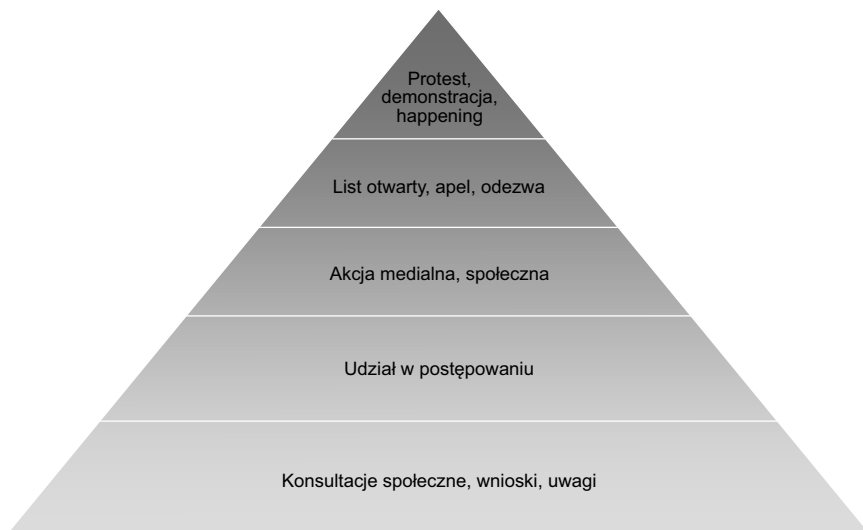 Protest,
demonstracja,
happening
List otwarty, apel, odezwa
Akcja medialna, społeczna
Udział w postępowaniu
Konsultacje społeczne, wnioski, uwagi